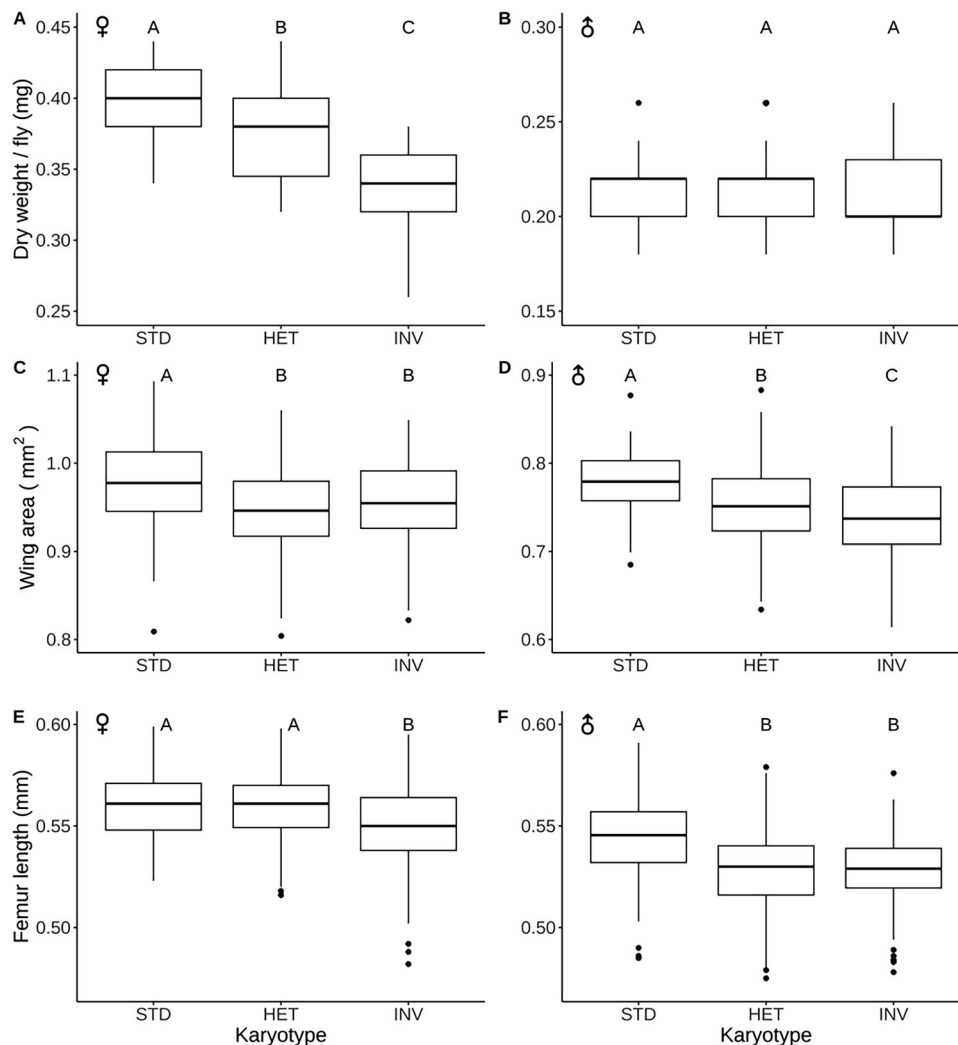 A ♀ A B C
Dry weight / fly (mg)
0.45
0.40
0.35
0.30
0.25
STD HET INV
B ♂ A A A
0.30
0.25
0.20
0.15
STD HET INV
C ♀ A B B
Wing area ( mm²)
1.1
1.0
0.9
0.8
STD HET INV
D ♂ A B C
0.9
0.8
0.7
0.6
STD HET INV
E ♀ A A B
Femur length (mm)
0.60
0.55
0.50
STD HET INV
Karyotype
F ♂ A B B
0.60
0.55
0.50
STD HET INV
Karyotype